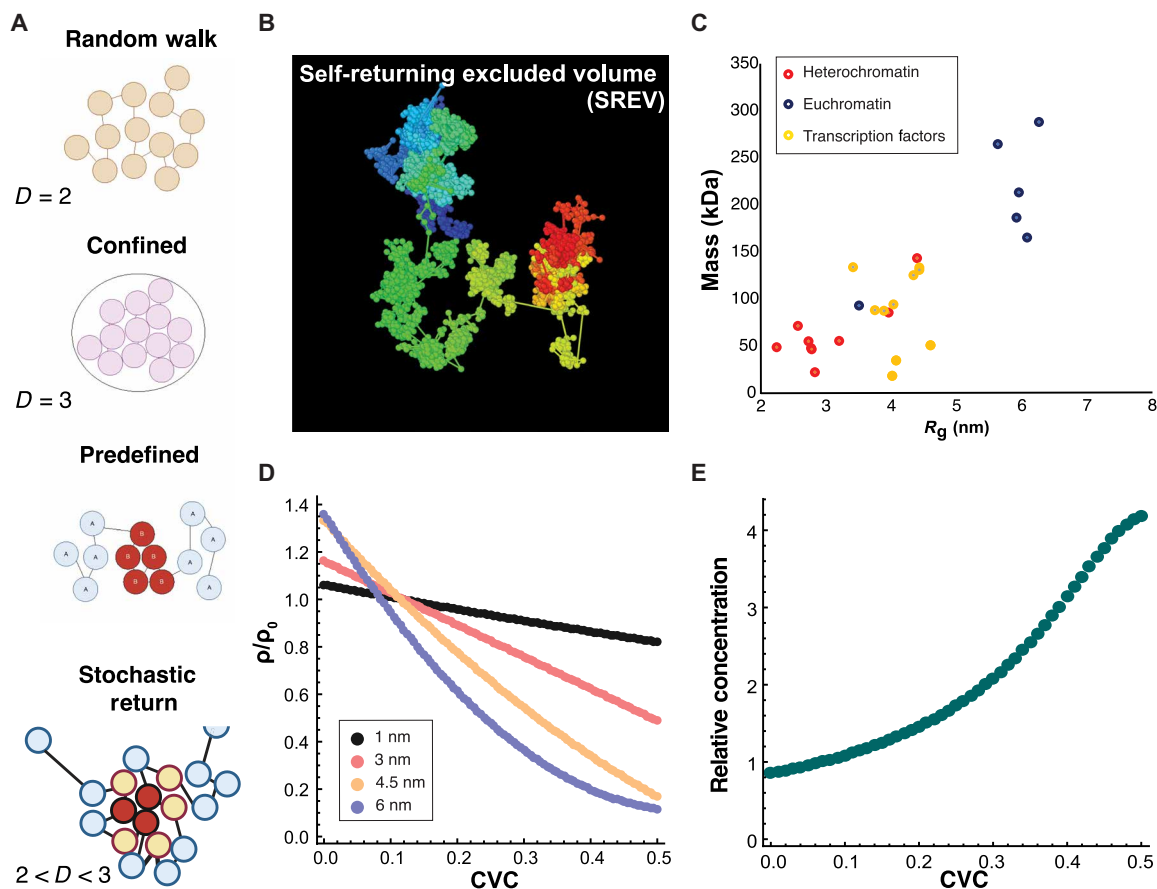 A
Random walk
D = 2
Confined
D = 3
Predefined
A
A
A
A
B
B
B
B
B
A
A
A
A
Stochastic
return
2 < D < 3
B
Self-returning excluded volume
(SREV)
C
Heterochromatin
Euchromatin
Transcription factors
350
300
250
200
150
100
50
0
Mass (kDa)
2 3 4 5 6 7 8
Rg (nm)
D
1.4
1.2
1.0
0.8
0.6
0.4
0.2
0.0
ρ/ρ0
1 nm
3 nm
4.5 nm
6 nm
0.0 0.1 0.2 0.3 0.4 0.5
CVC
E
4
3
2
1
0
Relative concentration
0.0 0.1 0.2 0.3 0.4 0.5
CVC